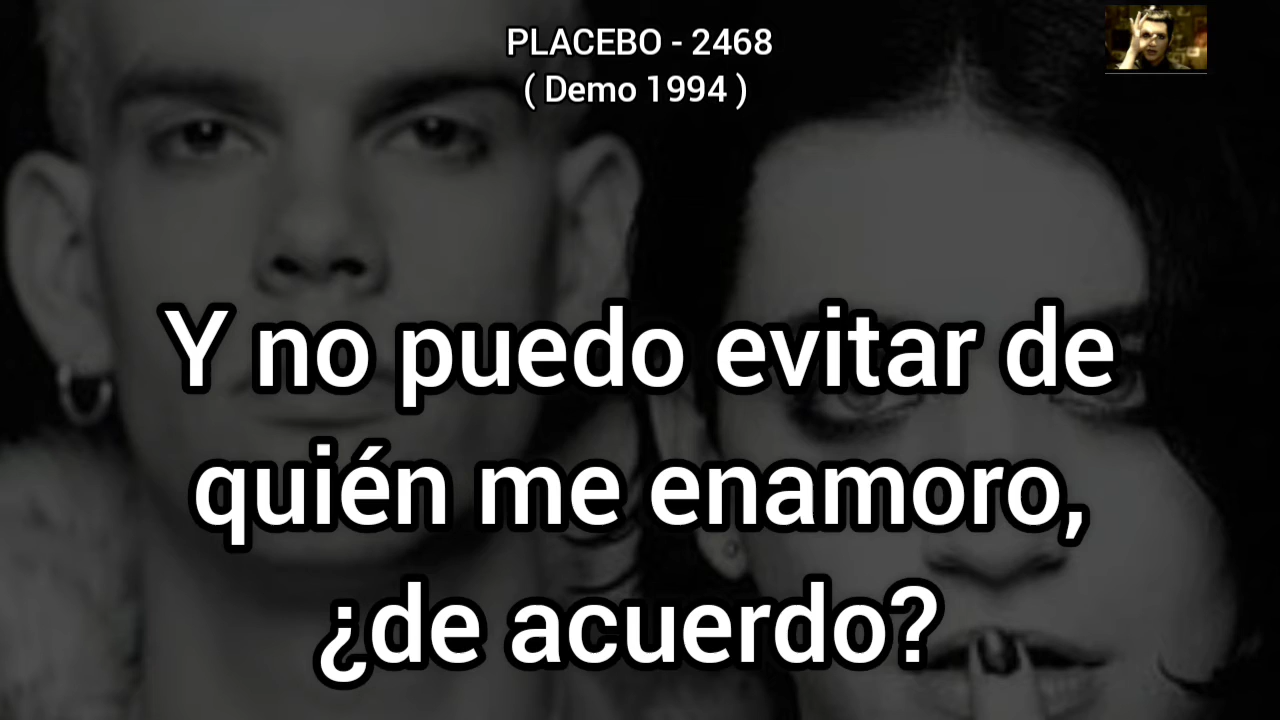 PLACEBO - 2468
( Demo 1994 )
Y no puedo evitar de
quién me enamoro,
¿de acuerdo?